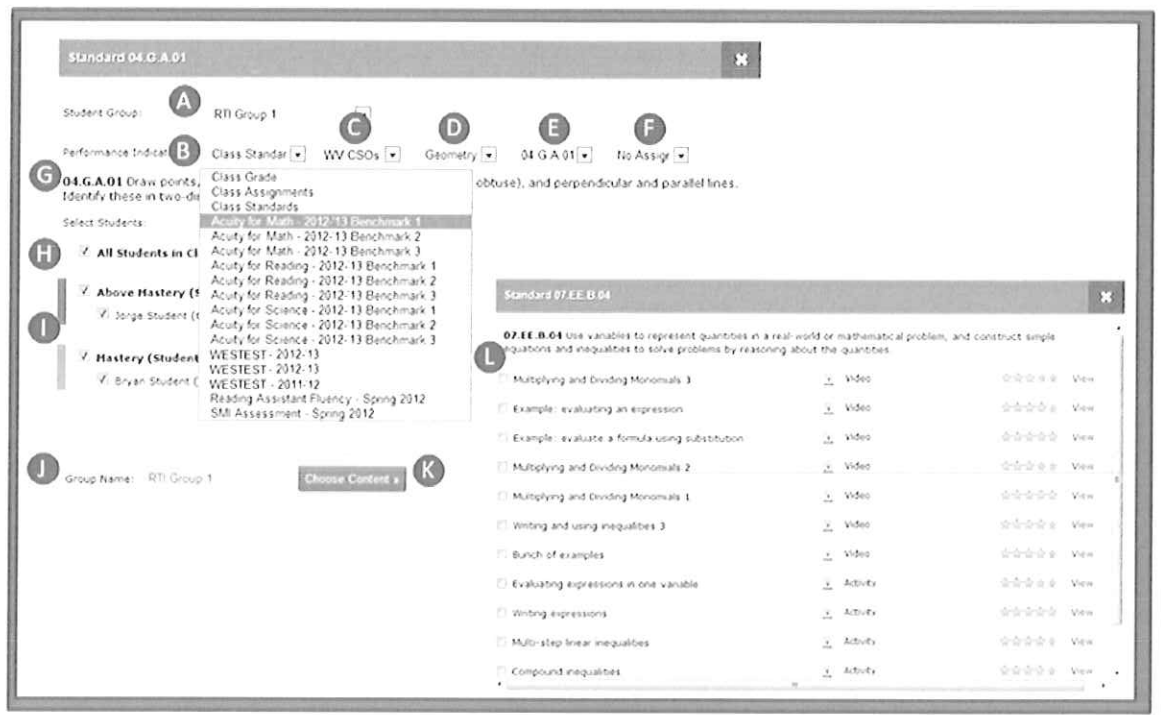 Standard 04.G.A.01
A
Student Group: RTI Group 1
C D E F
B
Performance Indicat Class Standar WV CSOs Geometry 04.G.A.01 No Assigr
G
04.G.A.01 Draw points, obtuse), and perpendicular and parallel lines.
Identify these in two-di
Class Grade
Class Assignments
Class Standards
Acuity for Math - 2012-'13 Benchmark 1
Acuity for Math - 2012-13 Benchmark 2
Acuity for Math - 2012-13 Benchmark 3
Acuity for Reading - 2012-13 Benchmark 1
Acuity for Reading - 2012-13 Benchmark 2
Acuity for Reading - 2012-'13 Benchmark 3
Acuity for Science - 2012-13 Benchmark 1
Acuity for Science - 2012-13 Benchmark 2
Acuity for Science - 2012-13 Benchmark 3
WESTEST - 2012-13
WESTEST - 2012-13
WESTEST - 2011-12
Reading Assistant Fluency - Spring 2012
SMI Assessment - Spring 2012
Select Students:
H
All Students in Cl
Above Mastery (S
I
Jorge Student (
Mastery (Student
Bryan Student (
J
Group Name: RTI Group 1
Choose Content »
K
Standard 07.EE.B.04
07.EE.B.04 Use variables to represent quantities in a real-world or mathematical problem, and construct simple
L
equations and inequalities to solve problems by reasoning about the quantities.
Multiplying and Dividing Monomials 3 Video View
Example: evaluating an expression Video View
Example: evaluate a formula using substitution Video View
Multiplying and Dividing Monomials 2 Video View
Multiplying and Dividing Monomials 1 Video View
Writing and using inequalities 3 Video View
Bunch of examples Video View
Evaluating expressions in one variable Activity View
Writing expressions Activity View
Multi-step linear inequalities Activity View
Compound inequalities Activity View